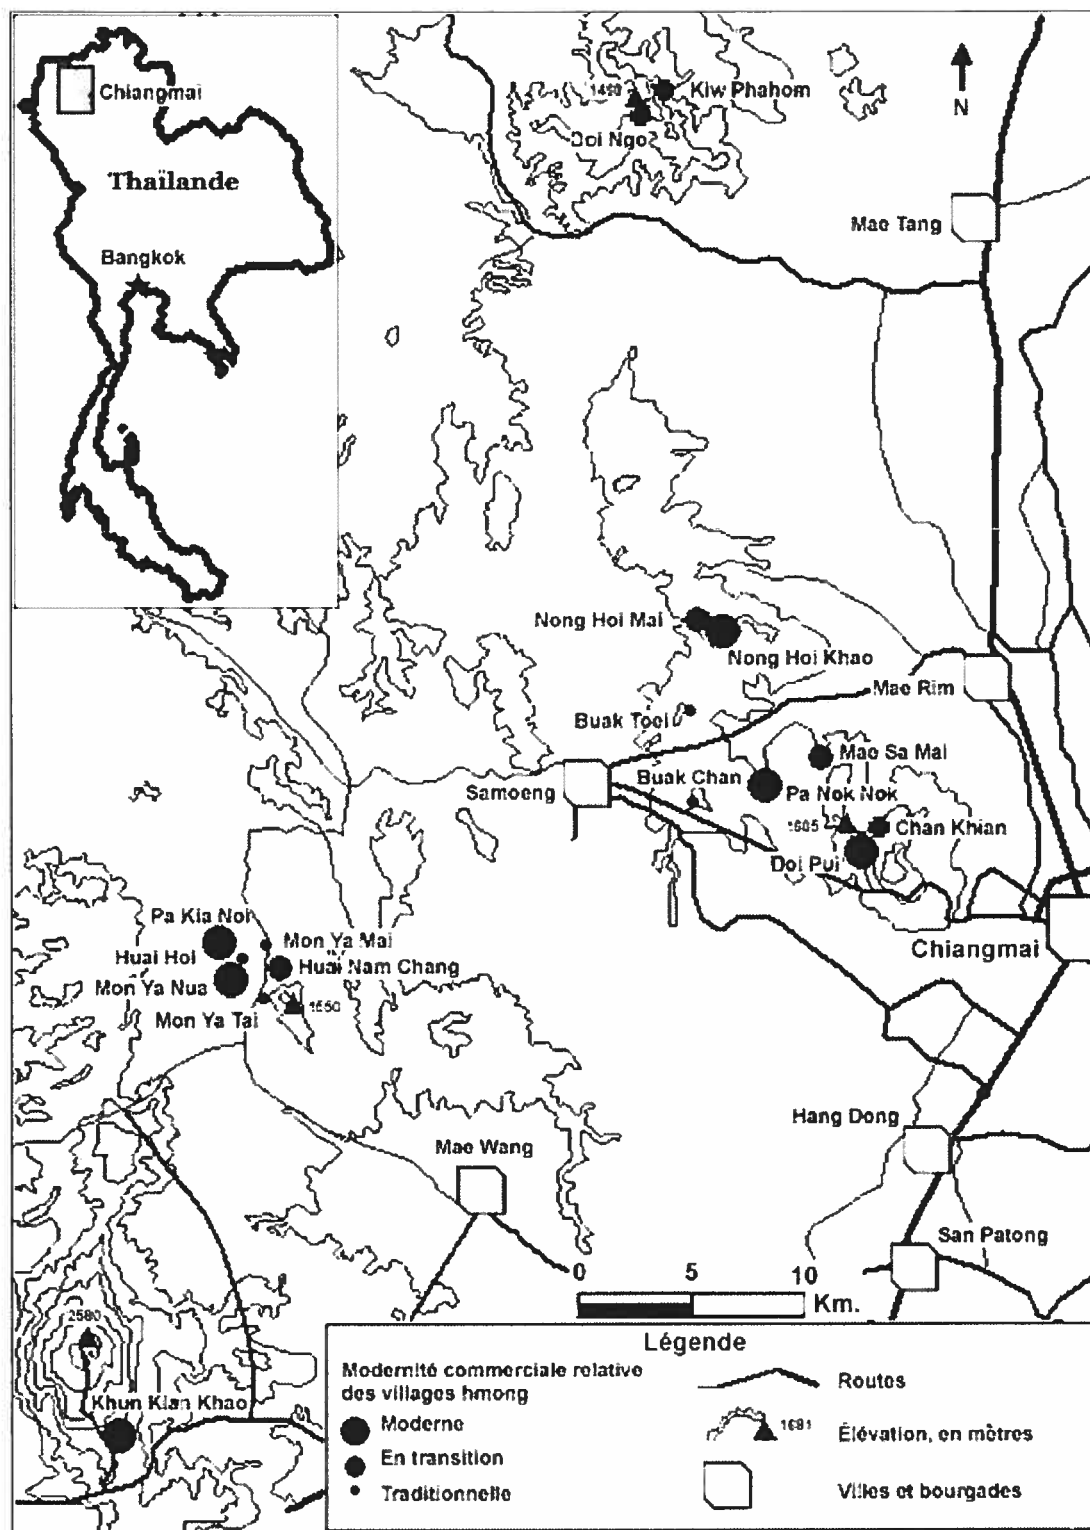 Chiangmai
Thaïlande
Bangkok
N
1490
Kiw Phahom
Doi Ngo
Mae Tang
Nong Hoi Mai
Nong Hoi Khao
Mae Rim
Buak Toei
Mae Sa Mai
Buak Chan
Samoeng
Pa Nok Nok
1685
Chan Khian
Doi Pui
Chiangmai
Pa Kia Noi
Mon Ya Mai
Huai Hoi
Huai Nam Chang
Mon Ya Nua
1650
Mon Ya Tai
Hang Dong
Mae Wang
San Patong
0 5 10
Km.
2580
Khun Klan Khao
Légende
Modernité commerciale relative
des villages hmong
Moderne
En transition
Traditionnelle
Routes
1681
Élévation, en mètres
Villes et bourgades